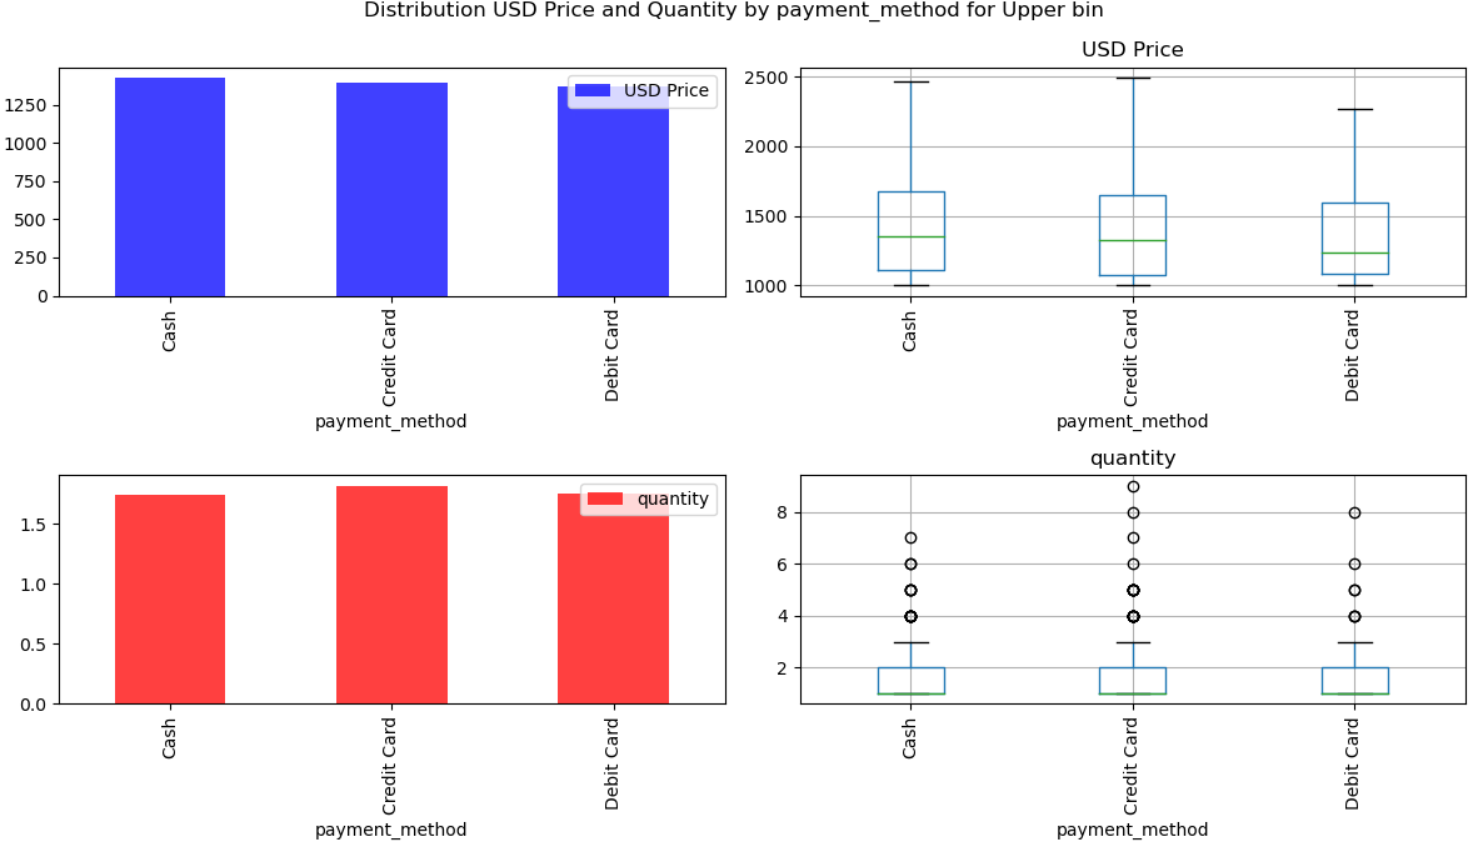 Distribution USD Price and Quantity by payment_method for Upper bin
USD Price
1250
1000
750
500
250
0
USD Price
Cash
Credit Card
Debit Card
payment_method
2500
2000
1500
1000
Cash
Credit Card
Debit Card
payment_method
1.5
1.0
0.5
0.0
quantity
Cash
Credit Card
Debit Card
payment_method
quantity
8
6
4
2
Cash
Credit Card
Debit Card
payment_method